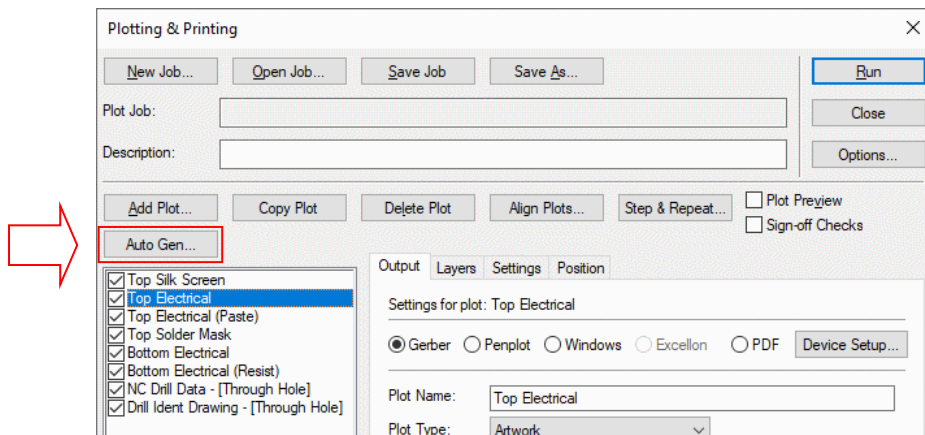 Plotting & Printing
New Job... Open Job... Save Job Save As... Run
Plot Job: Close
Description: Options...
Add Plot... Copy Plot Delete Plot Align Plots... Step & Repeat... Plot Preview
Sign-off Checks
Auto Gen...
Output Layers Settings Position
Top Silk Screen
Top Electrical
Top Electrical (Paste)
Top Solder Mask
Bottom Electrical
Bottom Electrical (Resist)
NC Drill Data - [Through Hole]
Drill Ident Drawing - [Through Hole]
Settings for plot: Top Electrical
Gerber Penplot Windows Excellon PDF Device Setup...
Plot Name: Top Electrical
Plot Type: Artwork